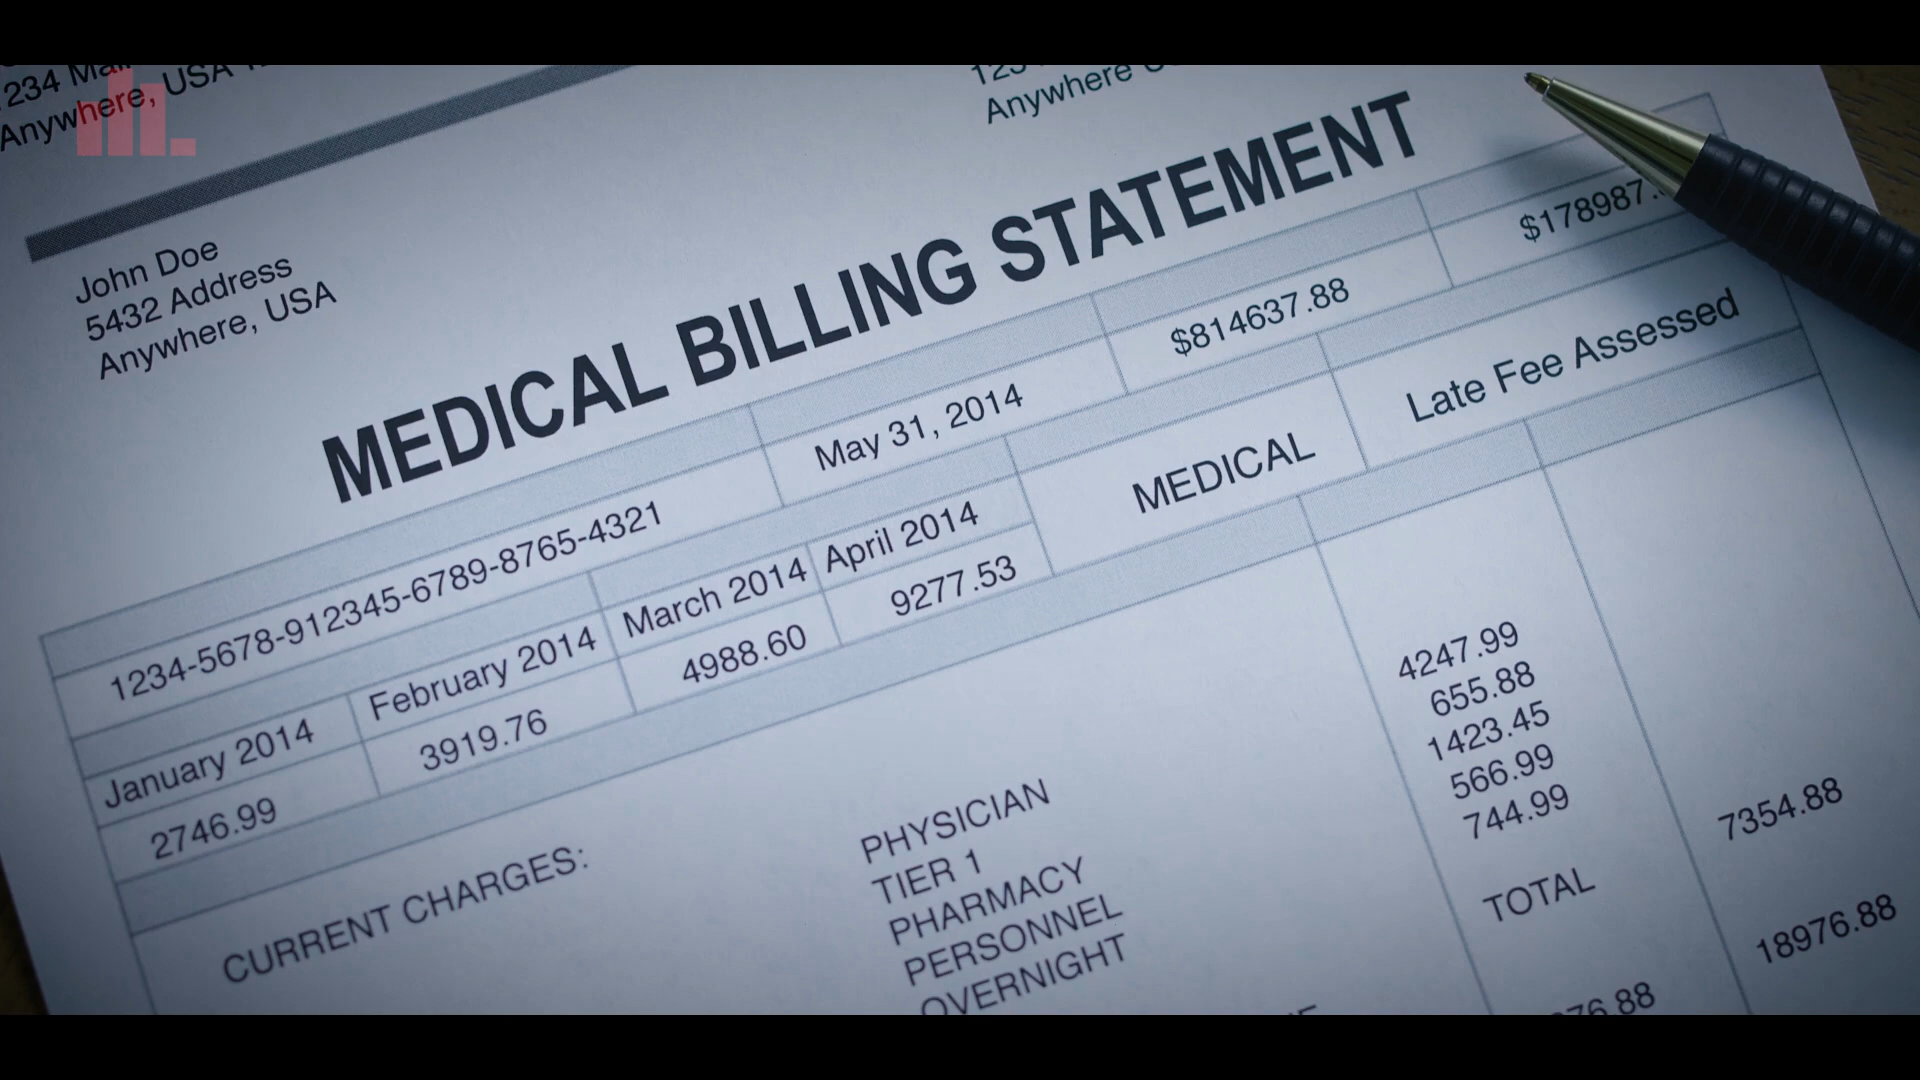 1234
Anywhere, USA
Anywhere
John Doe
5432 Address
Anywhere, USA
MEDICAL BILLING STATEMENT
1234-5678-912345-6789-8765-4321
May 31, 2014
$814637.88
$178987.
January 2014
February 2014
March 2014
April 2014
MEDICAL
Late Fee Assessed
2746.99
3919.76
4988.60
9277.53
CURRENT CHARGES:
PHYSICIAN
4247.99
TIER 1
655.88
PHARMACY
1423.45
PERSONNEL
566.99
OVERNIGHT
744.99
7354.88
TOTAL
18976.88
76.88